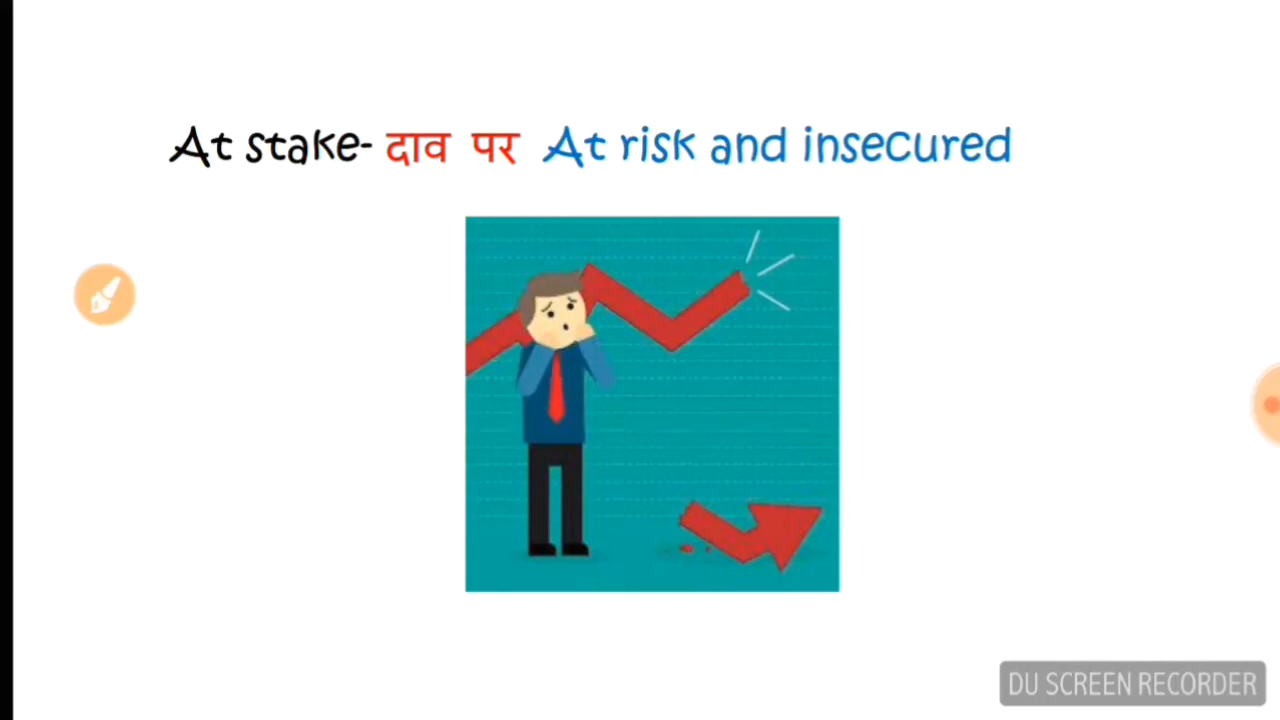 At stake- दाव पर At risk and insecured
DU SCREEN RECORDER